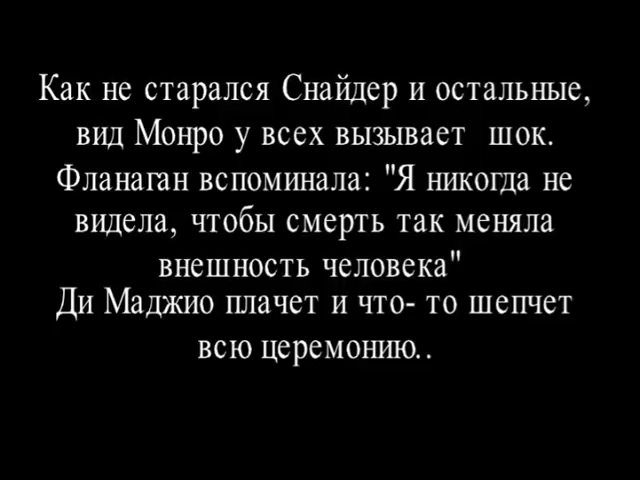 Как не старался Снайдер и остальные,
вид Монро у всех вызывает шок.
Фланаган вспоминала: "Я никогда не
видела, чтобы смерть так меняла
внешность человека"
Ди Маджио плачет и что- то шепчет
всю церемонию..